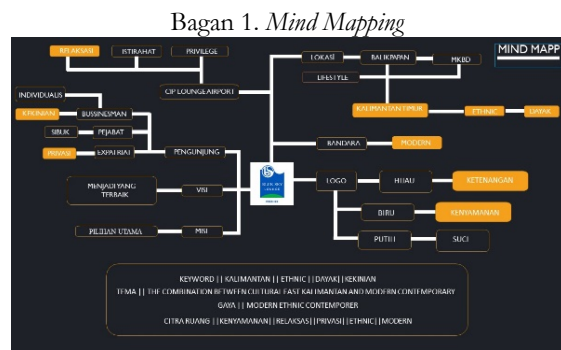 Bagan 1. Mind Mapping
MIND MAPP
RELAKSASI
ISTIRAHAT
PRIVILEGE
CIP LOUNGE AIRPORT
LOKASI
BALIKPAPAN
MKBD
LIFESTYLE
KALIMANTAN TIMUR
ETHNIC
DAYAK
INDIVIDUALIS
KEKINIAN
BUSSINESMAN
SIBUK
PEJABAT
PRIVASI
EXPATRIAT
PENGUNJUNG
BANDARA
MODERN
MENJADI YANG
TERBAIK
VISI
PILIHAN UTAMA
MISI
LOGO
HIJAU
KETENANGAN
BIRU
KENYAMANAN
PUTIH
SUCI
KEYWORD || KALIMANTAN || ETHNIC ||DAYAK||KEKINIAN
TEMA || THE COMBINATION BETWEEN CULTURAL EAST KALIMANTAN AND MODERN CONTEMPORARY
GAYA || MODERN ETHNIC CONTEMPORER
CITRA RUANG ||KENYAMANAN||RELAKSAS||PRIVASI||ETHNIC||MODERN